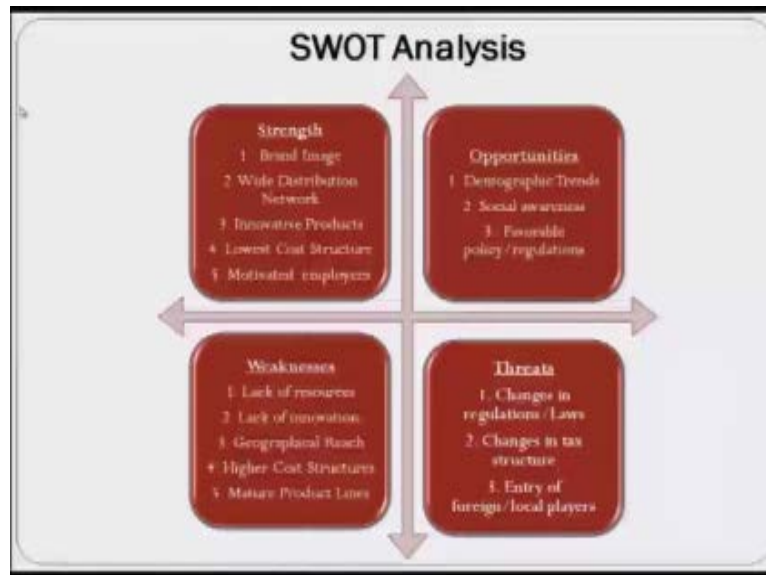 SWOT Analysis
Strength
1 Brand Image
2 Wide Distribution
Network
3 Innovative Products
4 Lowest Cost Structure
5 Motivated employers
Opportunities
1 Demographic Trends
2 Social awareness
3 Favorable
policy/regulations
Weaknesses
1 Lack of resources
2 Lack of innovation
3 Geographical Reach
4 Higher Cost Structures
5 Mature Product Lines
Threats
1. Changes in
regulations/Laws
2. Changes in tax
structure
3. Entry of
foreign/local players